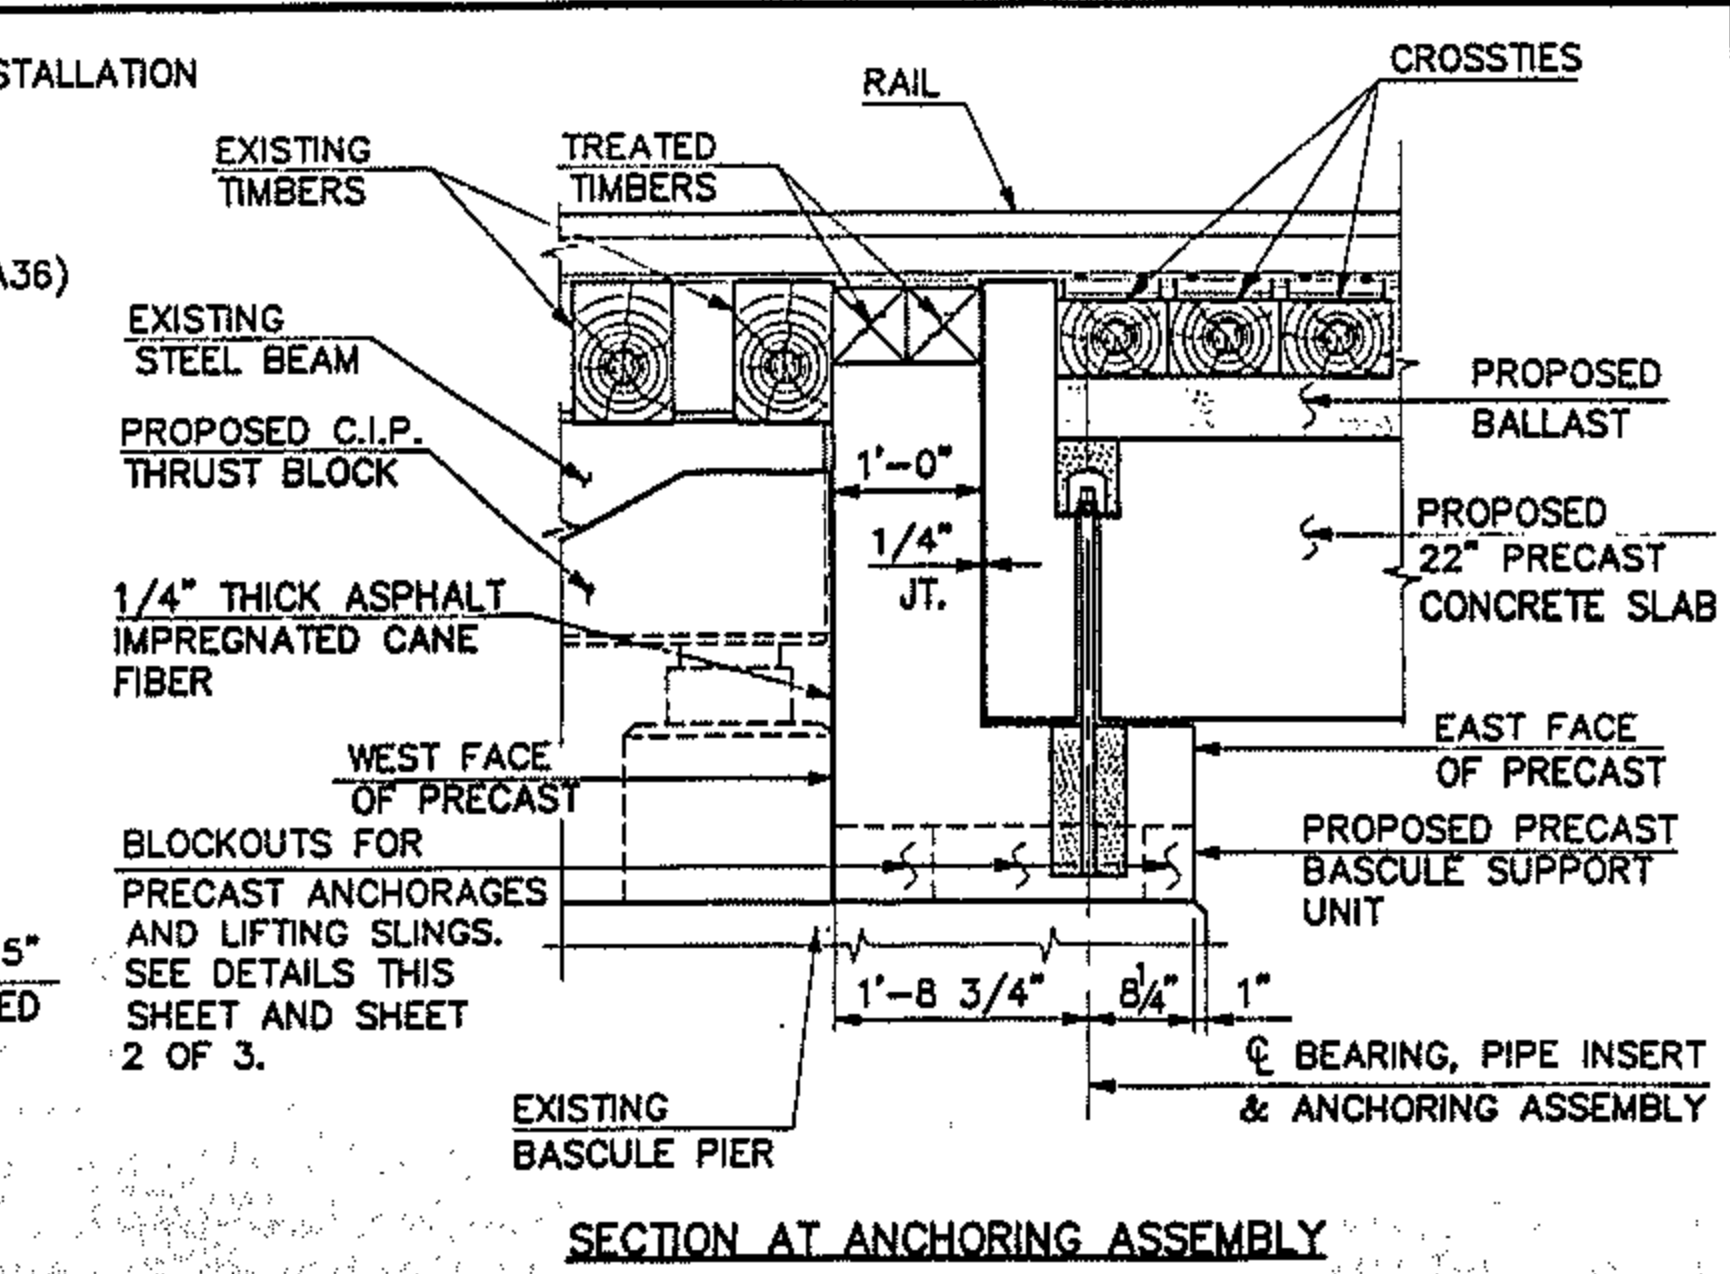 STALLATION
A36)
5"
ED
CROSSTIES
RAIL
EXISTING
TIMBERS
TREATED
TIMBERS
EXISTING
STEEL BEAM
PROPOSED C.I.P.
THRUST BLOCK
1/4" THICK ASPHALT
IMPREGNATED CANE
FIBER
WEST FACE
OF PRECAST
BLOCKOUTS FOR
PRECAST ANCHORAGES
AND LIFTING SLINGS.
SEE DETAILS THIS
SHEET AND SHEET
2 OF 3.
EXISTING
BASCULE PIER
1'-0"
1/4"
JT.
PROPOSED
BALLAST
PROPOSED
22" PRECAST
CONCRETE SLAB
EAST FACE
OF PRECAST
PROPOSED PRECAST
BASCULE SUPPORT
UNIT
1'-8 3/4"
8 1/4"
1"
℄ BEARING, PIPE INSERT
& ANCHORING ASSEMBLY
SECTION AT ANCHORING ASSEMBLY